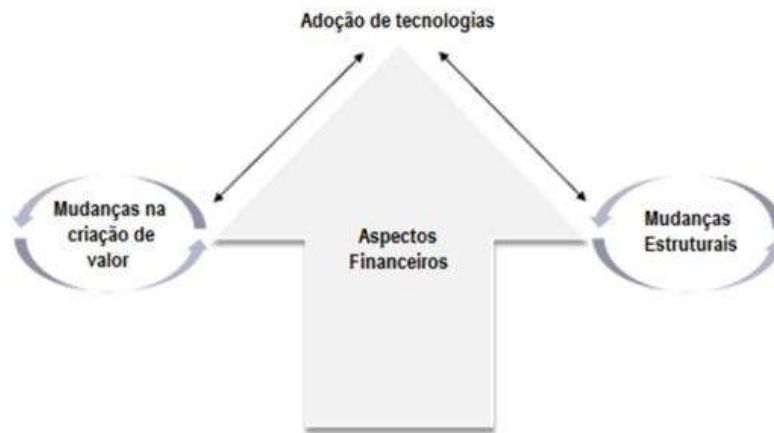 Adoção de tecnologias
Mudanças na
criação de
valor
Aspectos
Financeiros
Mudanças
Estruturais